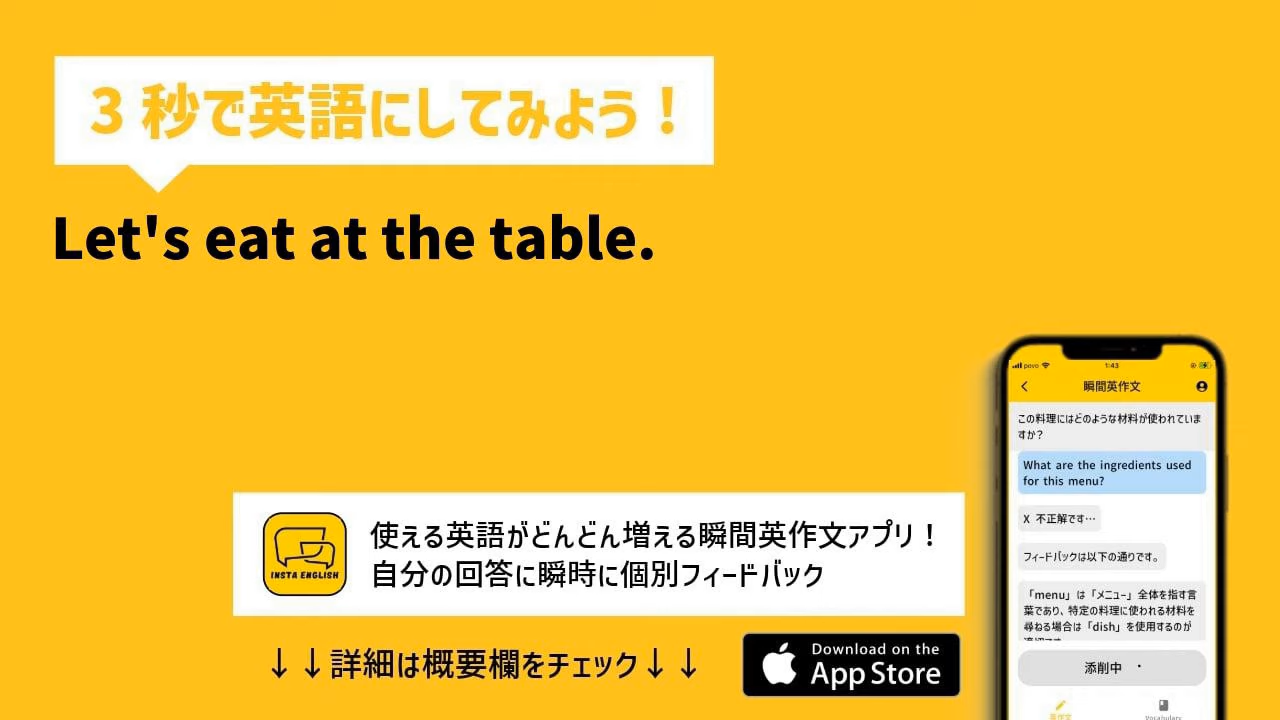 3秒で英語にしてみよう！
Let's eat at the table.
povo
1:43
瞬間英作文
この料理にはどのような材料が使われていま
すか？
What are the ingredients used
for this menu?
X 不正解です…
フィードバックは以下の通りです。
「menu」は「メニュー」全体を指す言
葉であり、特定の料理に使われる材料を
尋ねる場合は「dish」を使用するのが
添削中
英作文
Vocabulary
INSTA ENGLISH
使える英語がどんどん増える瞬間英作文アプリ！
自分の回答に瞬時に個別フィードバック
↓↓詳細は概要欄をチェック↓↓
Download on the
App Store